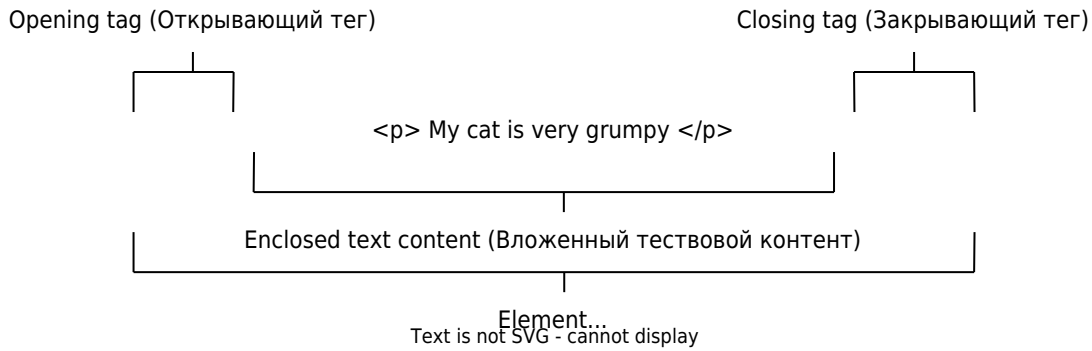 Opening tag (Открывающий тег) Closing tag (Закрывающий тег)
<p> My cat is very grumpy </p>
Enclosed text content (Вложенный тествовой контент)
Element...
Text is not SVG - cannot display